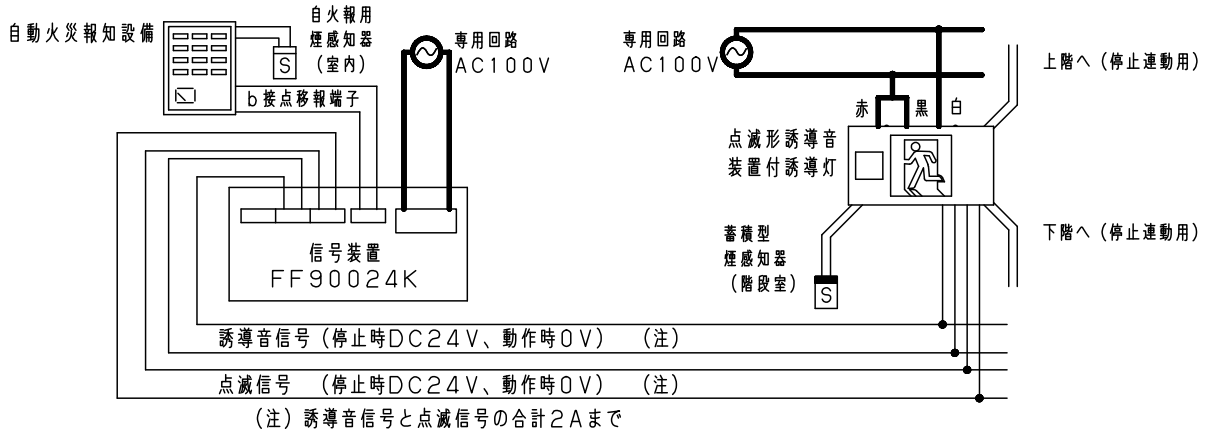 自動火災報知設備
自火報用
煙感知器
（室内）
S
b接点移報端子
専用回路
AC100V
信号装置
FF90024K
専用回路
AC100V
赤
黒
白
上階へ（停止連動用）
点滅形誘導音
装置付誘導灯
蓄積型
煙感知器
（階段室）
S
下階へ（停止連動用）
誘導音信号（停止時DC24V、動作時0V） （注）
点滅信号 （停止時DC24V、動作時0V） （注）
（注）誘導音信号と点滅信号の合計2Aまで